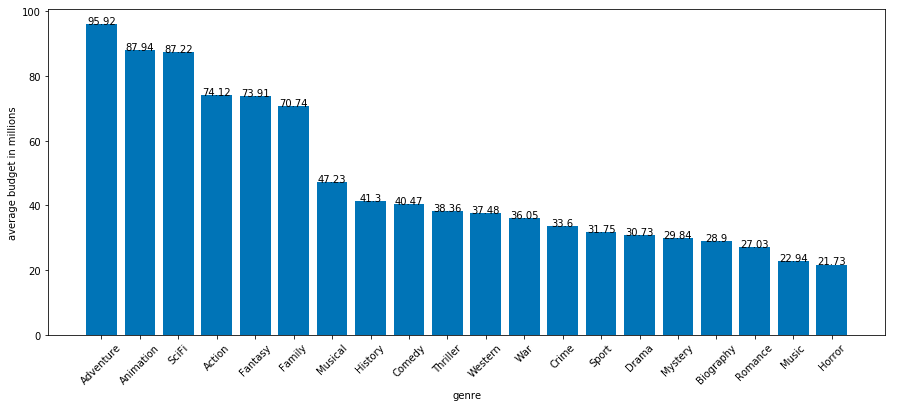 100
80
60
40
20
0
average budget in millions
95.92
87.94
87.22
74.12
73.91
70.74
47.23
41.3
40.47
38.36
37.48
36.05
33.6
31.75
30.73
29.84
28.9
27.03
22.94
21.73
Adventure
Animation
SciFi
Action
Fantasy
Family
Musical
History
Comedy
Thriller
Western
War
Crime
Sport
Drama
Mystery
Biography
Romance
Music
Horror
genre